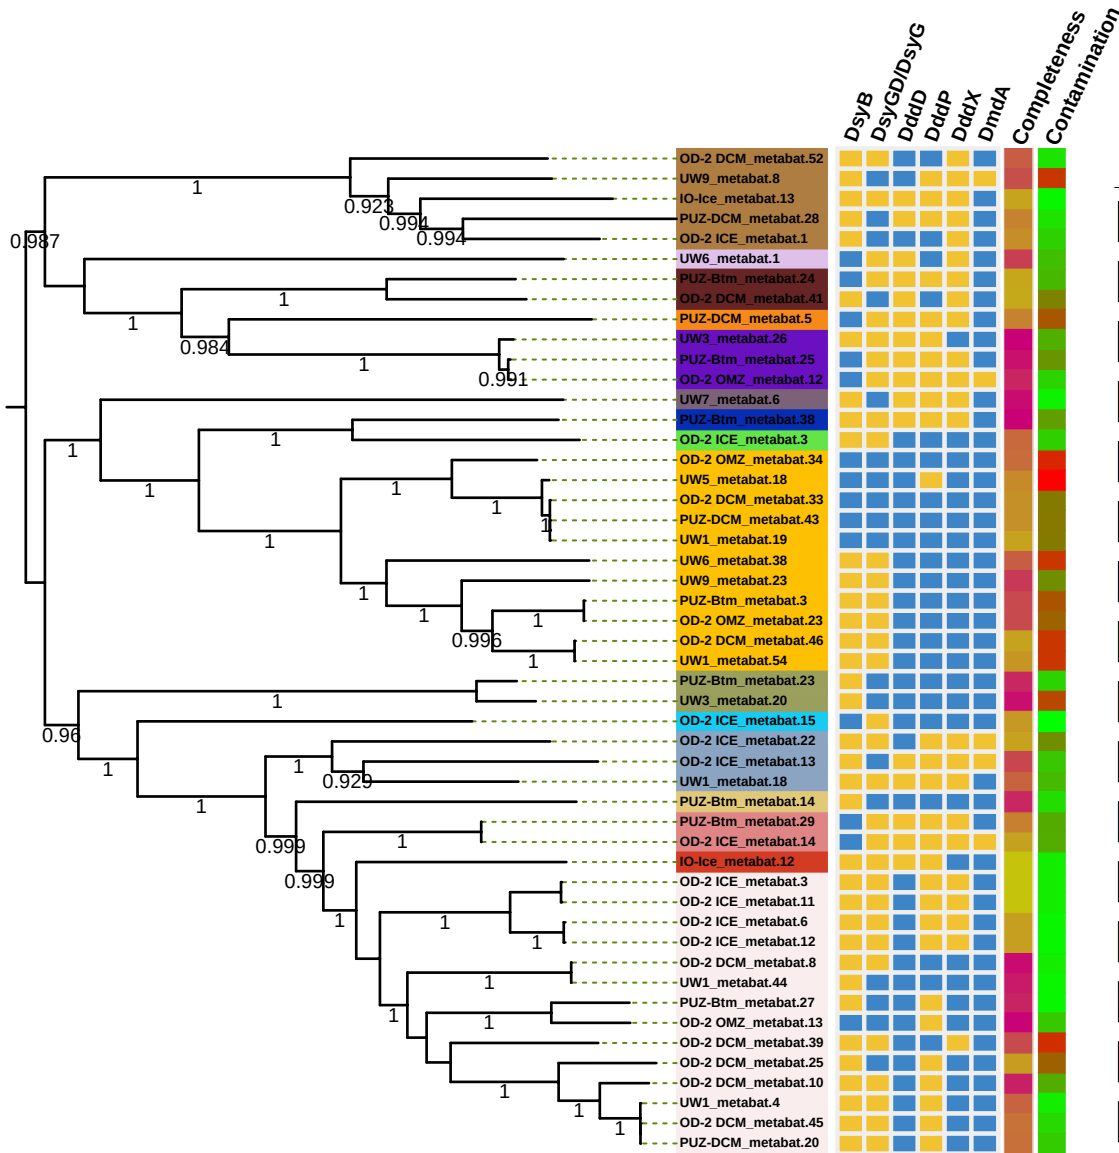 DsyB
DsyGD/DsyG
DddD
DddP
DddX
DmdA
Completeness
Contamination
OD-2 DCM_metabat.52
UW9_metabat.8
1
0.923
IO-Ice_metabat.13
0.994
PUZ-DCM_metabat.28
0.994
0.987
OD-2 ICE_metabat.1
UW6_metabat.1
PUZ-Btm_metabat.24
1
OD-2 DCM_metabat.41
1
PUZ-DCM_metabat.5
UW3_metabat.26
0.984
PUZ-Btm_metabat.25
1
0.991
OD-2 OMZ_metabat.12
UW7_metabat.6
PUZ-Btm_metabat.38
1
OD-2 ICE_metabat.3
1
OD-2 OMZ_metabat.34
UW5_metabat.18
1
1
OD-2 DCM_metabat.33
1
PUZ-DCM_metabat.43
1
UW1_metabat.19
1
UW6_metabat.38
UW9_metabat.23
1
PUZ-Btm_metabat.3
1
OD-2 OMZ_metabat.23
1
0.996
OD-2 DCM_metabat.46
UW1_metabat.54
1
PUZ-Btm_metabat.23
UW3_metabat.20
1
OD-2 ICE_metabat.15
0.96
OD-2 ICE_metabat.22
OD-2 ICE_metabat.13
1
1
0.929
UW1_metabat.18
PUZ-Btm_metabat.14
1
PUZ-Btm_metabat.29
OD-2 ICE_metabat.14
1
0.999
IO-Ice_metabat.12
0.999
OD-2 ICE_metabat.3
OD-2 ICE_metabat.11
OD-2 ICE_metabat.6
1
1
OD-2 ICE_metabat.12
1
OD-2 DCM_metabat.8
UW1_metabat.44
1
PUZ-Btm_metabat.27
1
OD-2 OMZ_metabat.13
1
OD-2 DCM_metabat.39
OD-2 DCM_metabat.25
OD-2 DCM_metabat.10
1
UW1_metabat.4
1
OD-2 DCM_metabat.45
1
PUZ-DCM_metabat.20